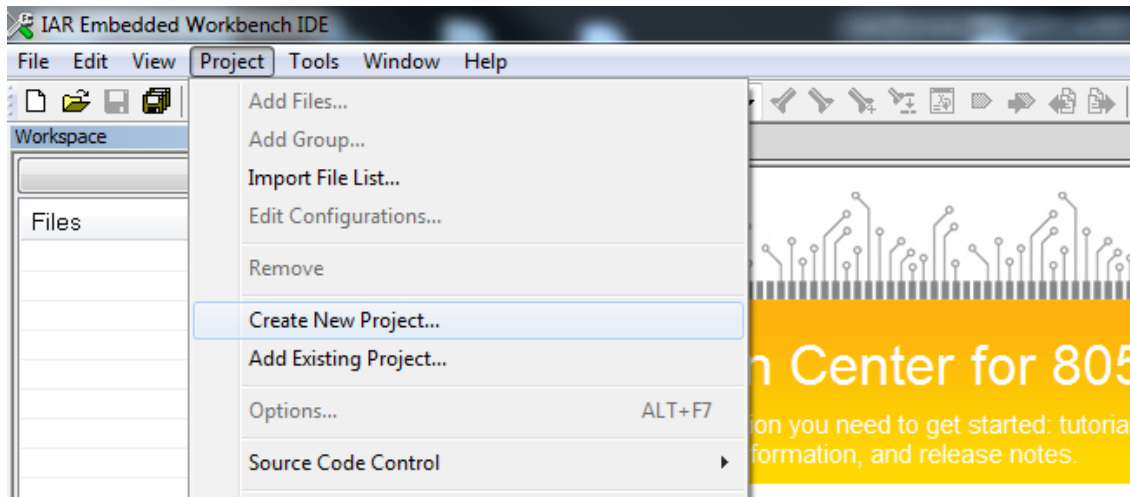 IAR Embedded Workbench IDE
File Edit View Project Tools Window Help
Workspace
Files
Add Files...
Add Group...
Import File List...
Edit Configurations...
Remove
Create New Project...
Add Existing Project...
Options... ALT+F7
Source Code Control
n Center for 805
ion you need to get started: tutoria
formation, and release notes.